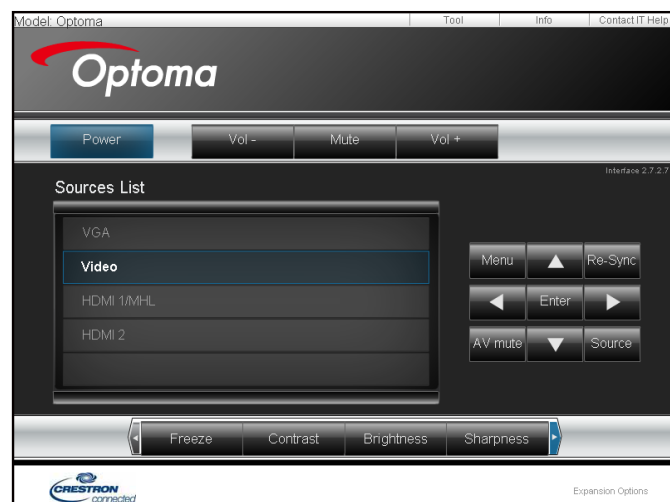 Model: Optoma Tool Info Contact IT Help
Optoma
Power Vol - Mute Vol +
Interface 2.7.2.7
Sources List
VGA
Video
HDMI 1/MHL
HDMI 2
Menu Re-Sync
Enter
AV mute Source
Freeze Contrast Brightness Sharpness
CRESTRON
connected
Expansion Options